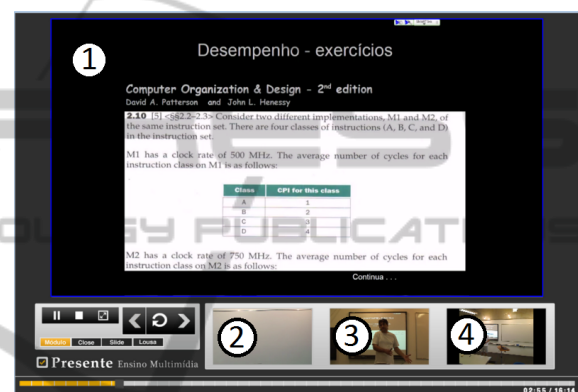 1
Desempenho - exercícios
Computer Organization & Design - 2nd edition
David A. Patterson and John L. Henessy
2.10 [5] <§§2.2–2.3> Consider two different implementations, M1 and M2, of
the same instruction set. There are four classes of instructions (A, B, C, and D)
in the instruction set.
M1 has a clock rate of 500 MHz. The average number of cycles for each
instruction class on M1 is as follows:
Class CPI for this class
A 1
B 2
C 3
D 4
M2 has a clock rate of 750 MHz. The average number of cycles for each
instruction class on M2 is as follows:
Continua . . .
2
3
4
Módulo Close Slide Lousa
Presente Ensino Multimídia
02:55 / 16:14
PUBLICATI